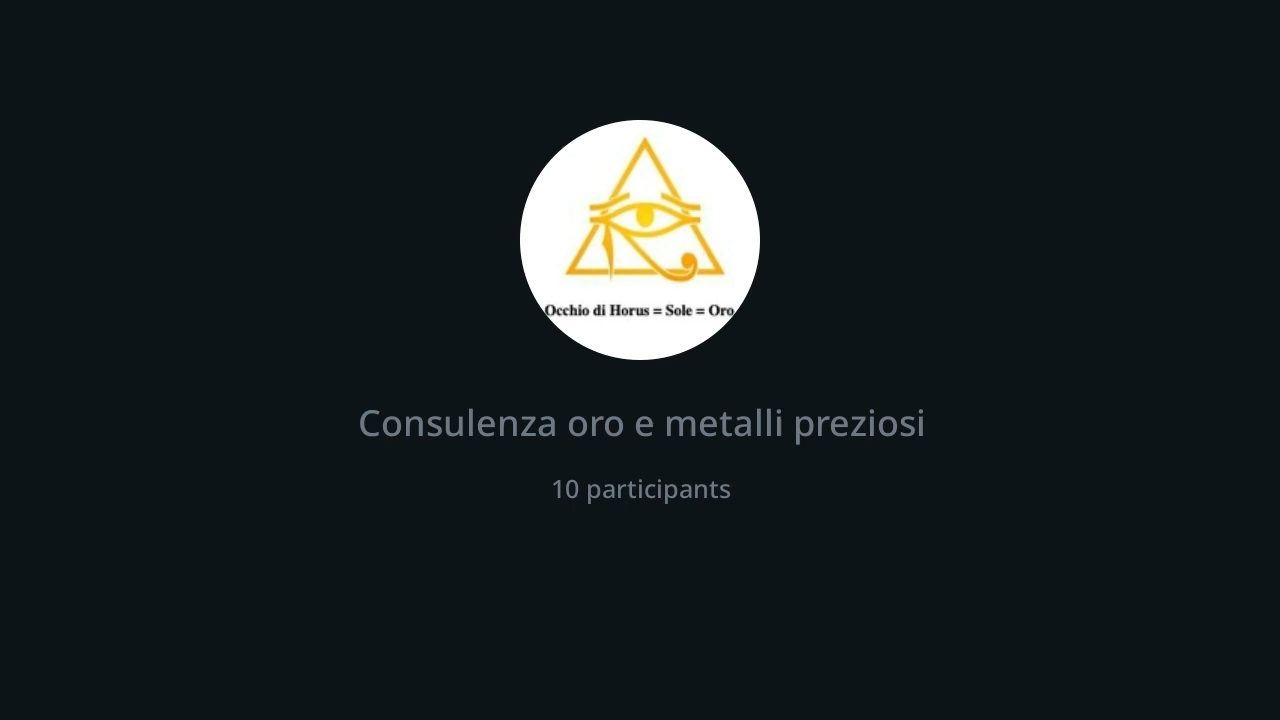 Occhio di Horus = Sole = Oro
Consulenza oro e metalli preziosi
10 participants